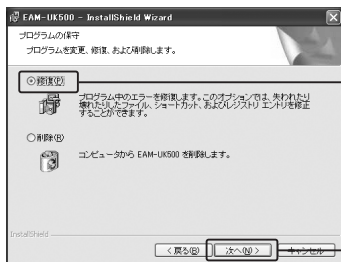 EAM-UK500 - InstallShield Wizard
プログラムの保守
プログラムを変更、修復、および削除します。
修復(P)
プログラム中のエラーを修復します。このオプションでは、失われたり
壊れたりしたファイル、ショートカット、およびレジストリ エントリを修正
することができます。
削除(R)
コンピュータから EAM-UK500 を削除します。
InstallShield
< 戻る(B) 次へ(N) > キャンセル